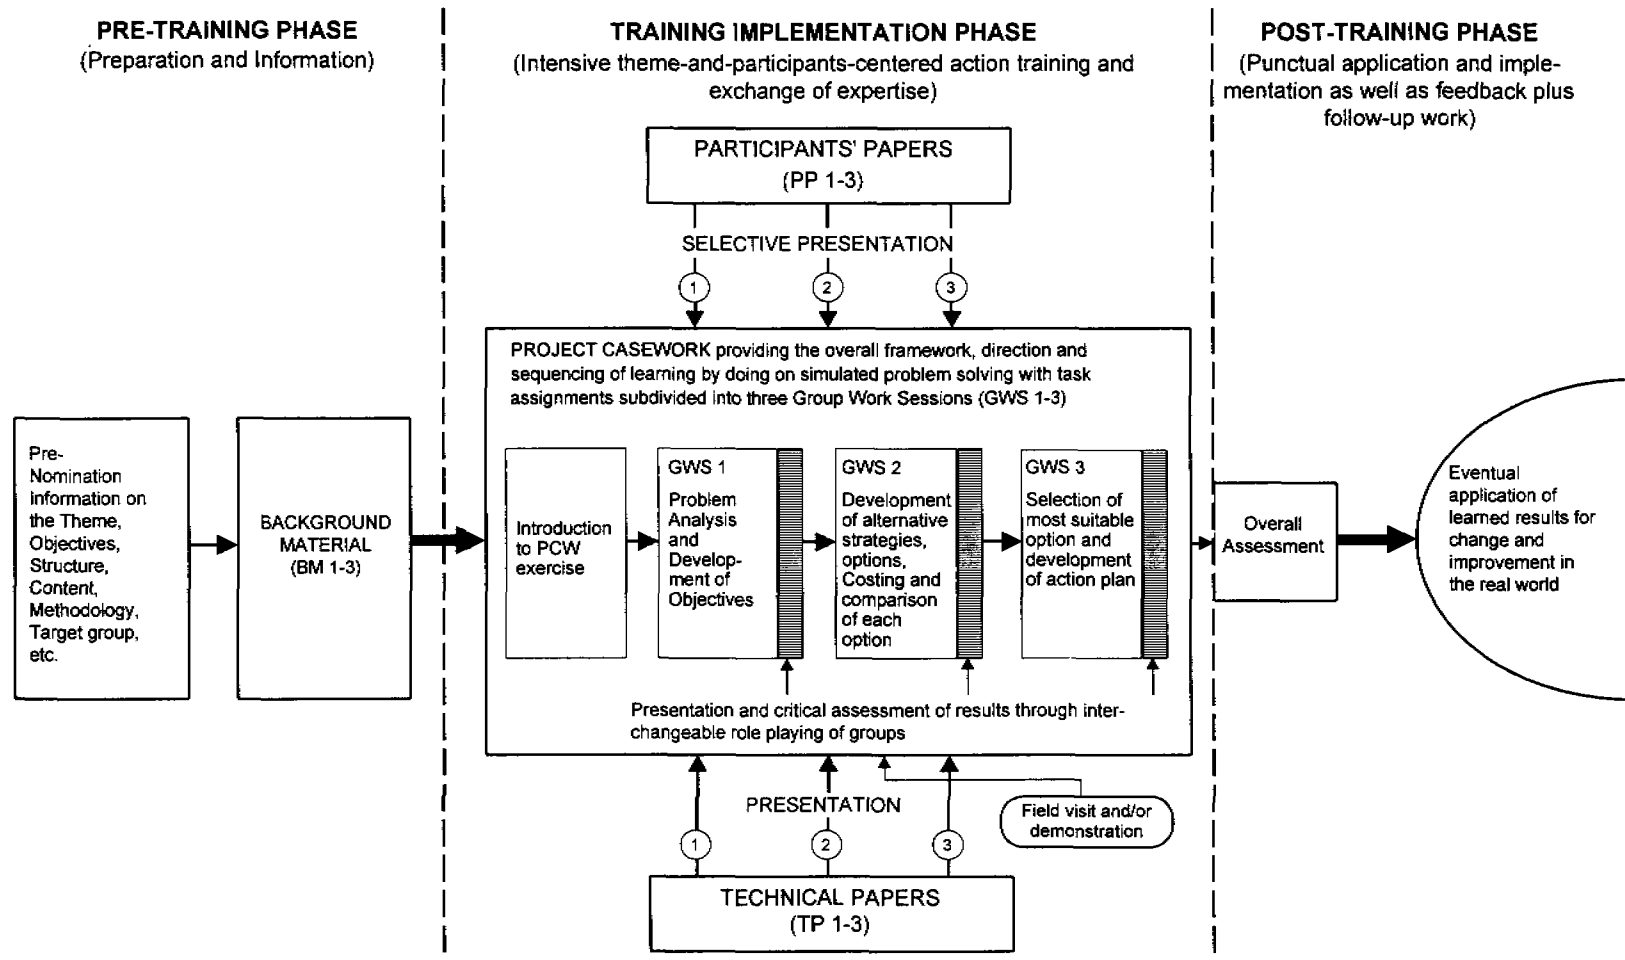 PRE-TRAINING PHASE
(Preparation and Information)
TRAINING IMPLEMENTATION PHASE
(Intensive theme-and-participants-centered action training and
exchange of expertise)
POST-TRAINING PHASE
(Punctual application and imple-
mentation as well as feedback plus
follow-up work)
PARTICIPANTS' PAPERS
(PP 1-3)
SELECTIVE PRESENTATION
1
2
3
PROJECT CASEWORK providing the overall framework, direction and
sequencing of learning by doing on simulated problem solving with task
assignments subdivided into three Group Work Sessions (GWS 1-3)
Pre-
Nomination
information on
the Theme,
Objectives,
Structure,
Content,
Methodology,
Target group,
etc.
BACKGROUND
MATERIAL
(BM 1-3)
Introduction
to PCW
exercise
GWS 1
Problem
Analysis
and
Develop-
ment of
Objectives
GWS 2
Development
of alternative
strategies,
options,
Costing and
comparison
of each
option
GWS 3
Selection of
most suitable
option and
development
of action plan
Overall
Assessment
Eventual
application of
learned results for
change and
improvement in
the real world
Presentation and critical assessment of results through inter-
changeable role playing of groups
PRESENTATION
Field visit and/or
demonstration
1
2
3
TECHNICAL PAPERS
(TP 1-3)